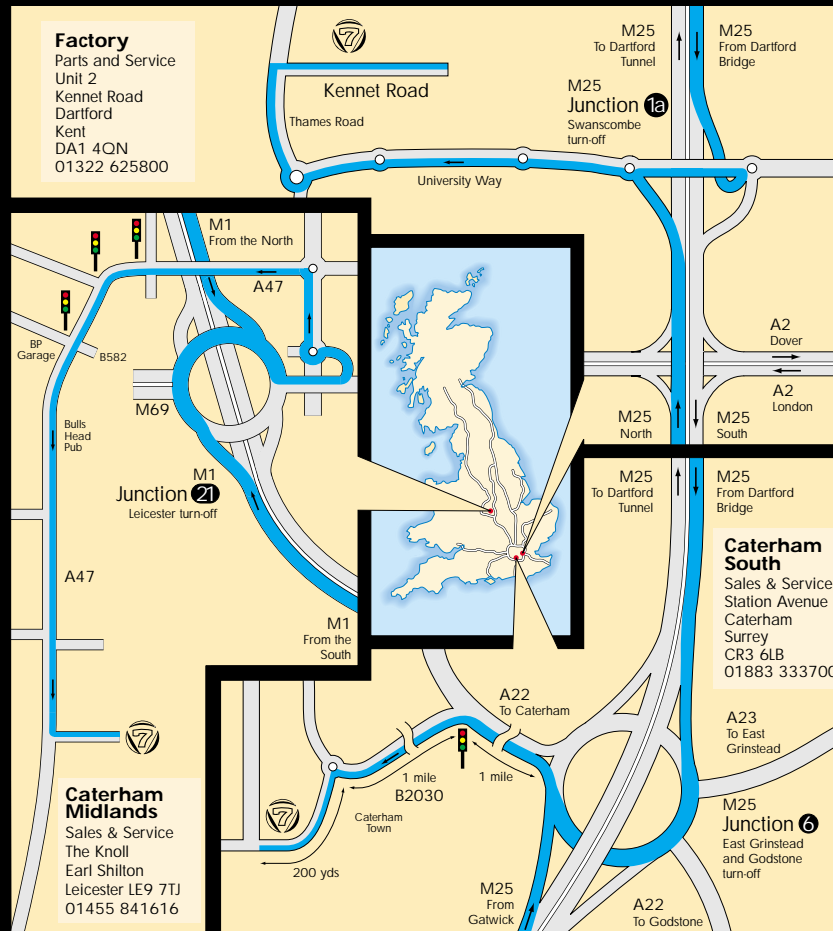 Factory
Parts and Service
Unit 2
Kennet Road
Dartford
Kent
DA1 4QN
01322 625800
7
Kennet Road
Thames Road
University Way
M25
To Dartford
Tunnel
M25
From Dartford
Bridge
M25
Junction 1a
Swanscombe
turn-off
A2
Dover
A2
London
M25
North
M25
South
M1
From the North
A47
BP
Garage
B582
M69
Bulls
Head
Pub
M1
Junction 21
Leicester turn-off
A47
M1
From the
South
7
Caterham
Midlands
Sales & Service
The Knoll
Earl Shilton
Leicester LE9 7TJ
01455 841616
M25
To Dartford
Tunnel
M25
From Dartford
Bridge
Caterham
South
Sales & Service
Station Avenue
Caterham
Surrey
CR3 6LB
01883 333700
A22
To Caterham
A23
To East
Grinstead
1 mile
B2030
1 mile
Caterham
Town
7
200 yds
M25
Junction 6
East Grinstead
and Godstone
turn-off
M25
From
Gatwick
A22
To Godstone